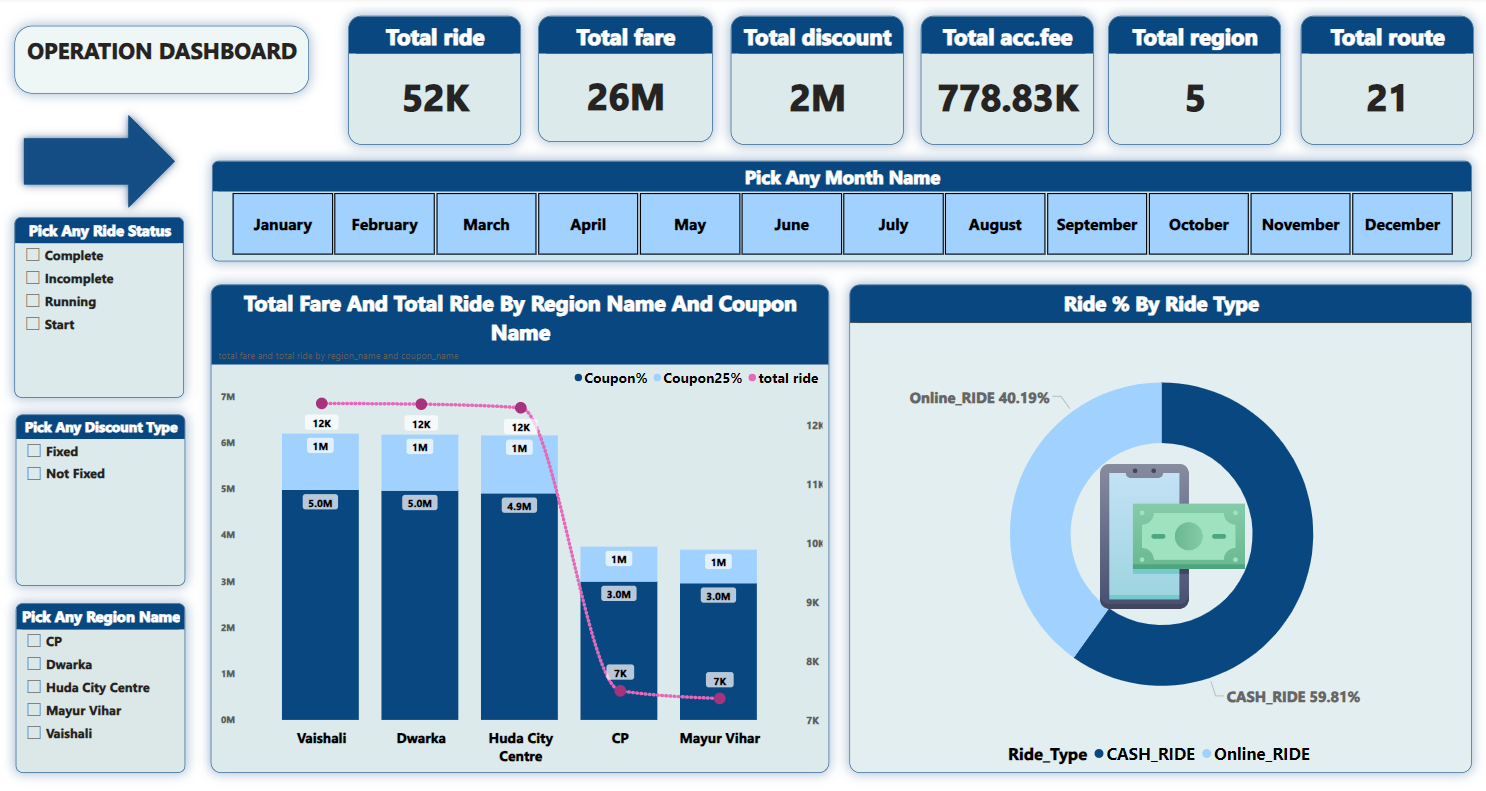 OPERATION DASHBOARD
Total ride
52K
Total fare
26M
Total discount
2M
Total acc.fee
778.83K
Total region
5
Total route
21
Pick Any Month Name
January February March April May June July August September October November December
Pick Any Ride Status
Complete
Incomplete
Running
Start
Pick Any Discount Type
Fixed
Not Fixed
Pick Any Region Name
CP
Dwarka
Huda City Centre
Mayur Vihar
Vaishali
Total Fare And Total Ride By Region Name And Coupon
Name
total fare and total ride by region_name and coupon_name
Coupon% Coupon25% total ride
7M
6M
5M
4M
3M
2M
1M
0M
12K 12K 12K
1M 1M 1M
5.0M 5.0M 4.9M
1M 1M
3.0M 3.0M
7K 7K
12K
11K
10K
9K
8K
7K
Vaishali Dwarka Huda City CP Mayur Vihar
Centre
Ride % By Ride Type
Online_RIDE 40.19%
CASH_RIDE 59.81%
Ride_Type CASH_RIDE Online_RIDE